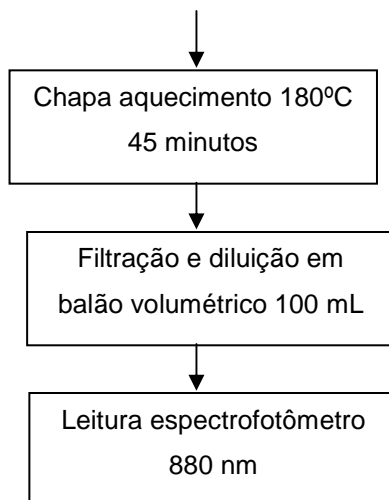 Chapa aquecimento 180ºC
45 minutos
Filtração e diluição em
balão volumétrico 100 mL
Leitura espectrofotômetro
880 nm